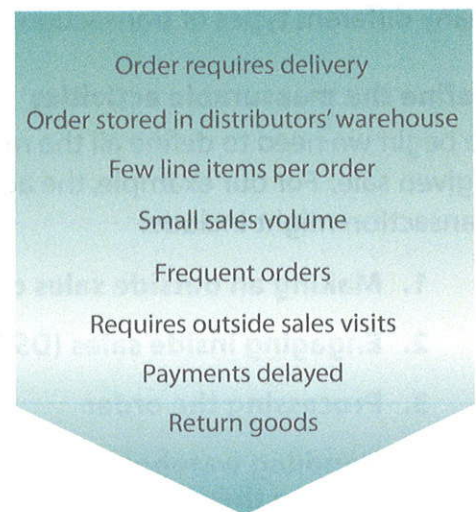 Order requires delivery
Order stored in distributors' warehouse
Few line items per order
Small sales volume
Frequent orders
Requires outside sales visits
Payments delayed
Return goods